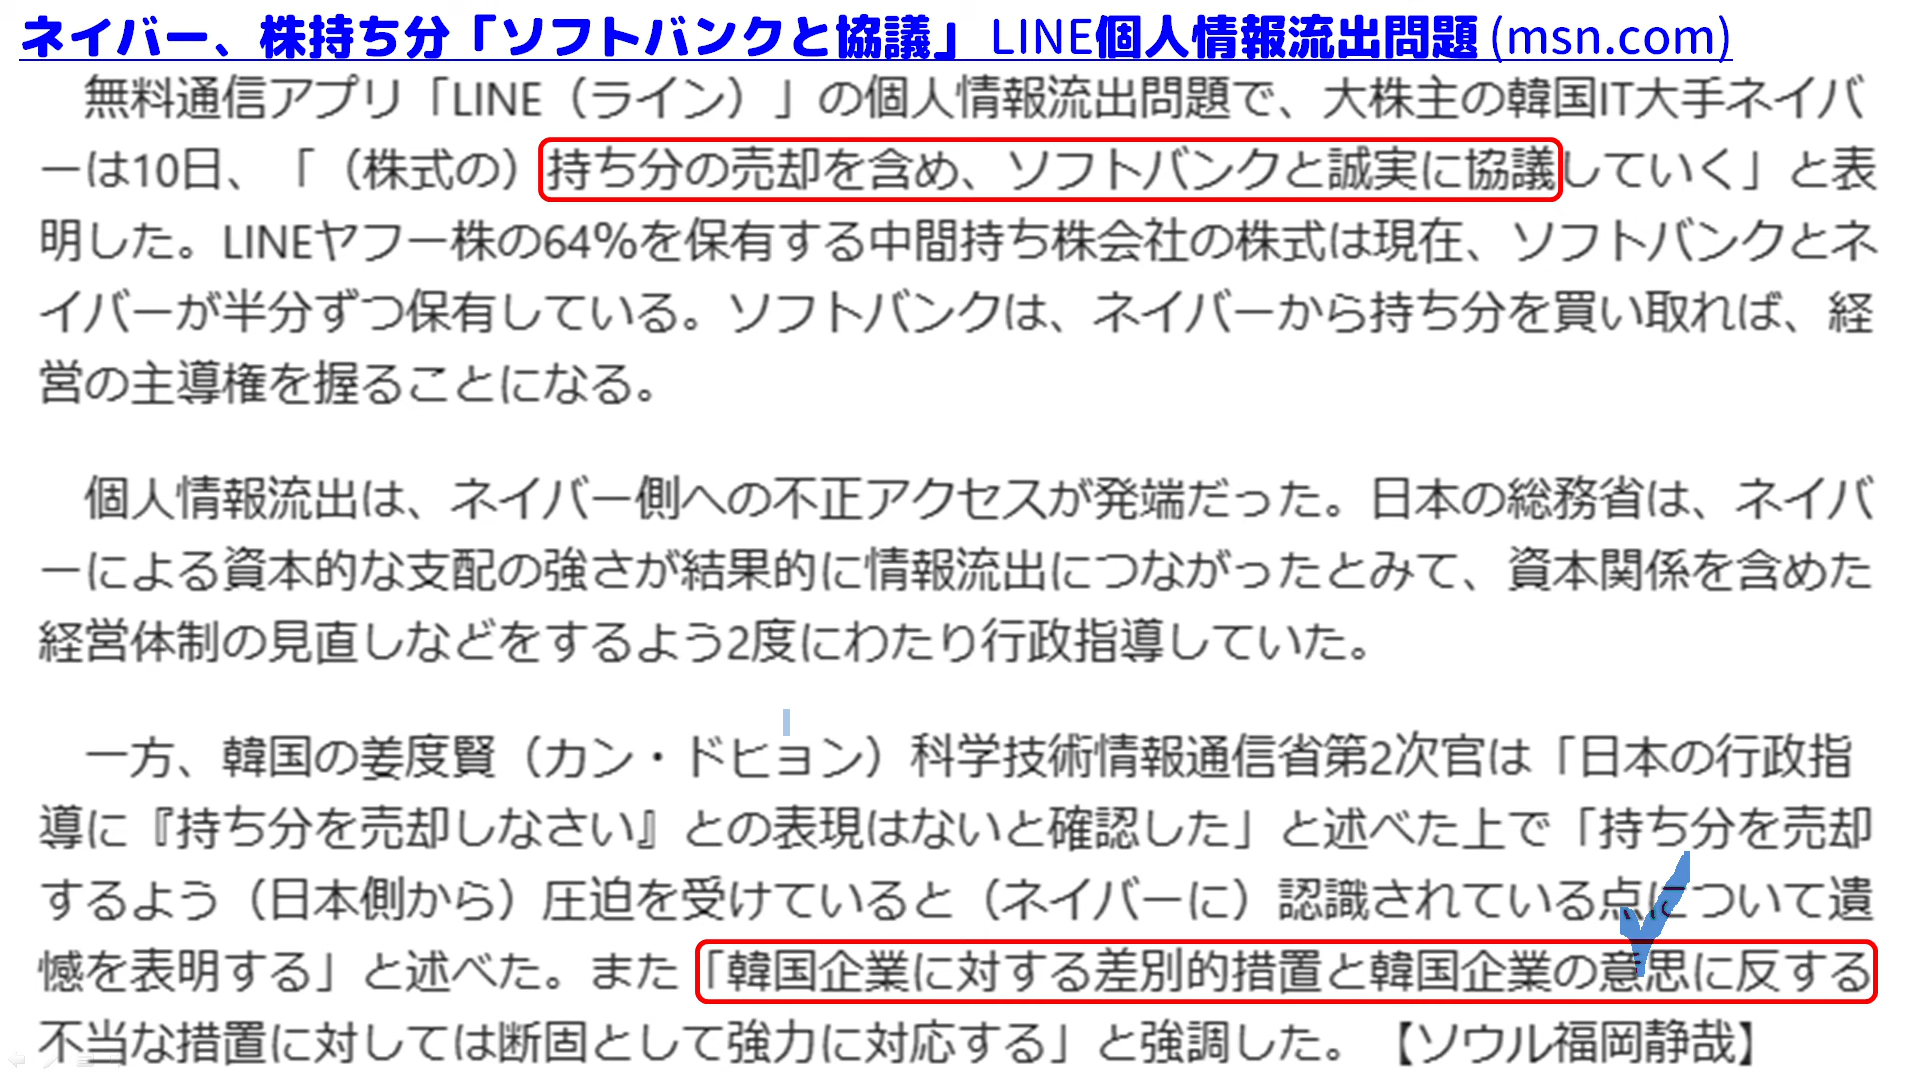 ネイバー、株持ち分「ソフトバンクと協議」 LINE個人情報流出問題 (msn.com)
無料通信アプリ「LINE（ライン）」の個人情報流出問題で、大株主の韓国IT大手ネイバ
ーは10日、「（株式の）持ち分の売却を含め、ソフトバンクと誠実に協議していく」と表
明した。LINEヤフー株の64%を保有する中間持ち株会社の株式は現在、ソフトバンクとネ
イバーが半分ずつ保有している。ソフトバンクは、ネイバーから持ち分を買い取れば、経
営の主導権を握ることになる。
個人情報流出は、ネイバー側への不正アクセスが発端だった。日本の総務省は、ネイバ
ーによる資本的な支配の強さが結果的に情報流出につながったとみて、資本関係を含めた
経営体制の見直しなどをするよう2度にわたり行政指導していた。
一方、韓国の姜度賢（カン・ドヒョン）科学技術情報通信省第2次官は「日本の行政指
導に『持ち分を売却しなさい』との表現はないと確認した」と述べた上で「持ち分を売却
するよう（日本側から）圧迫を受けていると（ネイバーに）認識されている点について遺
憾を表明する」と述べた。また「韓国企業に対する差別的措置と韓国企業の意思に反する
不当な措置に対しては断固として強力に対応する」と強調した。【ソウル福岡静哉】